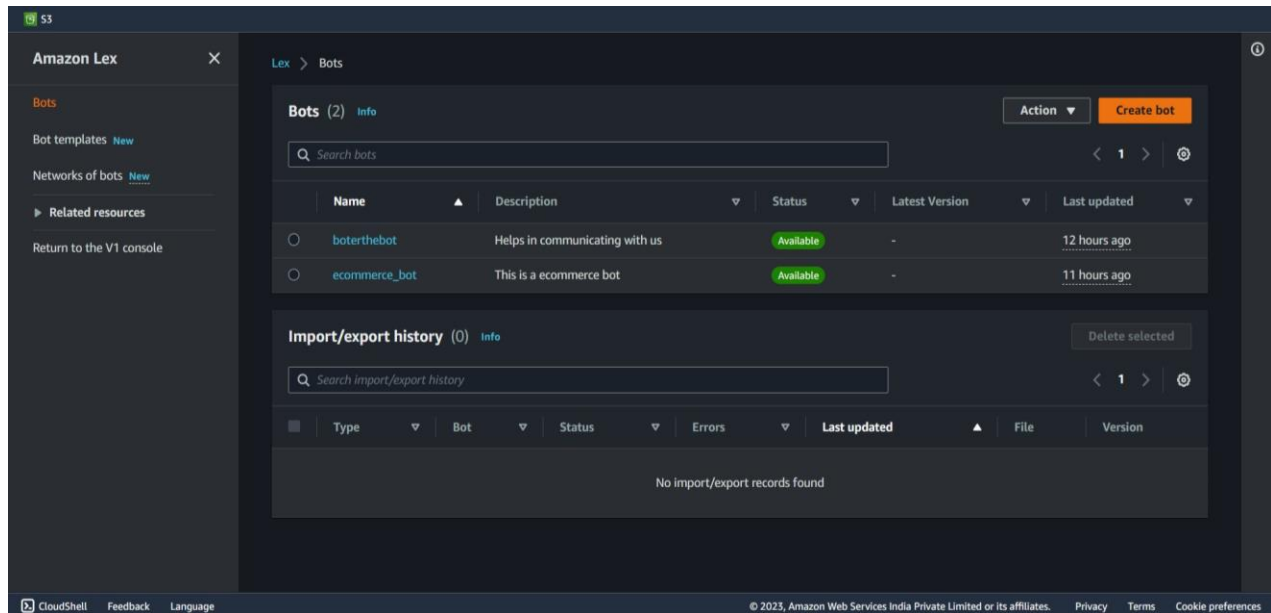 S3
Amazon Lex
Bots
Bot templates New
Networks of bots New
Related resources
Return to the V1 console
Lex > Bots
Bots (2) Info
Action
Create bot
Search bots
1
Name Description Status Latest Version Last updated
boterthebot Helps in communicating with us Available - 12 hours ago
ecommerce_bot This is a ecommerce bot Available - 11 hours ago
Import/export history (0) Info
Delete selected
Search import/export history
1
Type Bot Status Errors Last updated File Version
No import/export records found
CloudShell Feedback Language
© 2023, Amazon Web Services India Private Limited or its affiliates. Privacy Terms Cookie preferences